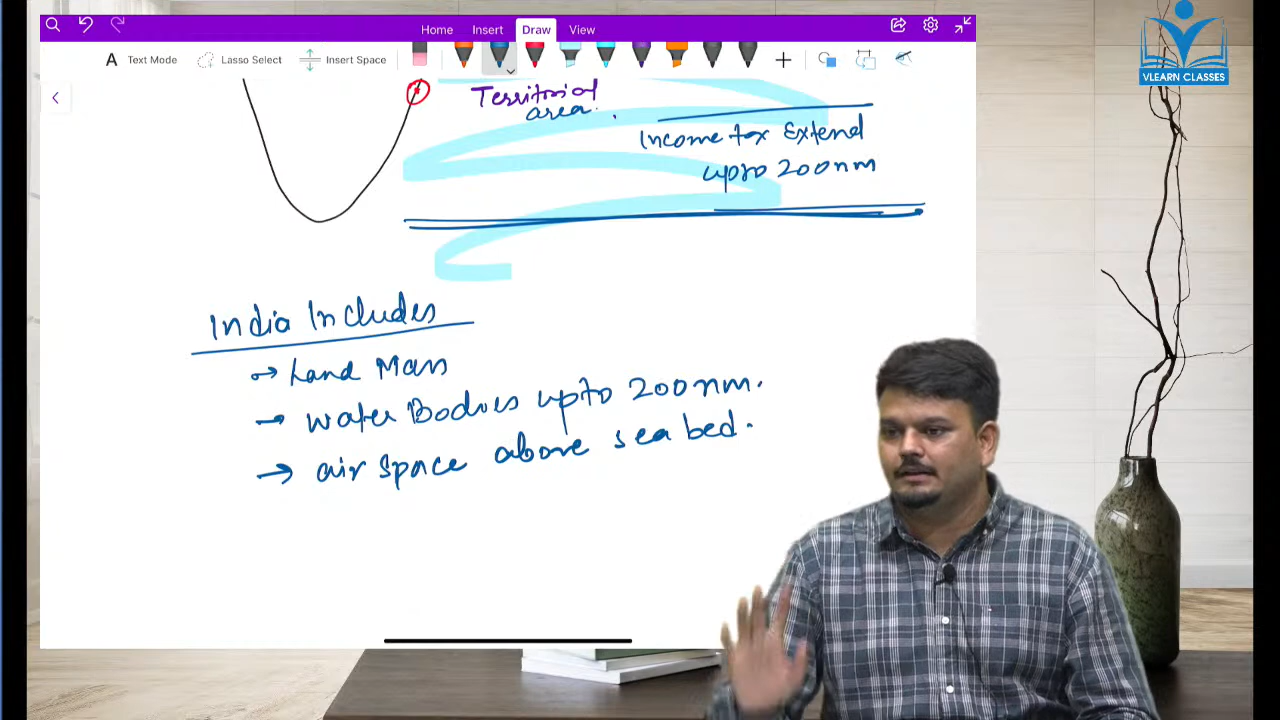 Home Insert Draw View
VLEARN CLASSES
A Text Mode Lasso Select Insert Space
Territorial
area.
Income tax Extend
upto 200nm
India Includes
→ Land Mass
→ water Bodies upto 200nm.
→ air space above sea bed.